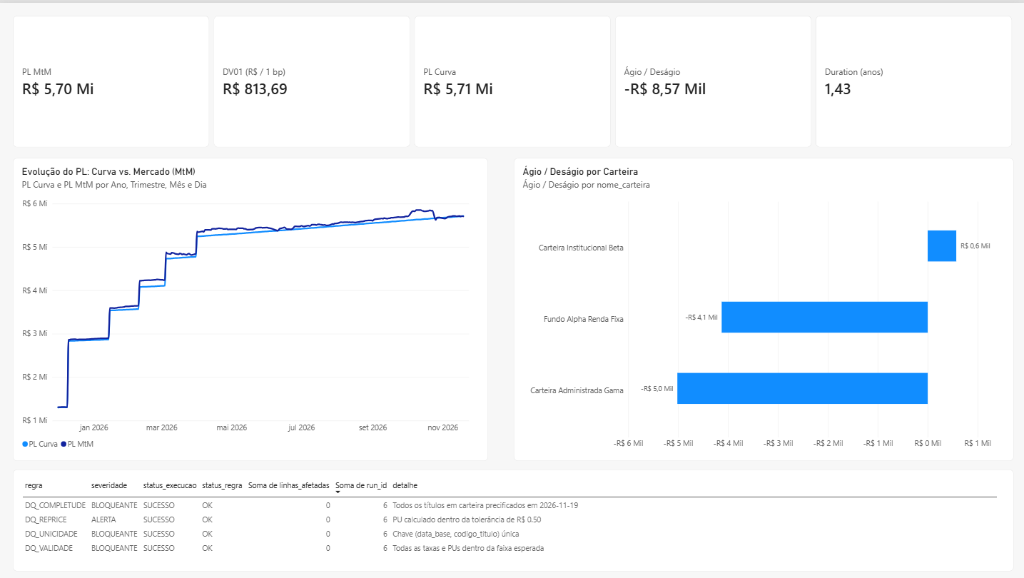 PL MtM
R$ 5,70 Mi
DV01 (R$ / 1 bp)
R$ 813,69
PL Curva
R$ 5,71 Mi
Ágio / Deságio
-R$ 8,57 Mil
Duration (anos)
1,43
Evolução do PL: Curva vs. Mercado (MtM)
PL Curva e PL MtM por Ano, Trimestre, Mês e Dia
R$ 6 Mi
R$ 5 Mi
R$ 4 Mi
R$ 3 Mi
R$ 2 Mi
R$ 1 Mi
jan 2026 mar 2026 mai 2026 jul 2026 set 2026 nov 2026
PL Curva PL MtM
Ágio / Deságio por Carteira
Ágio / Deságio por nome_carteira
Carteira Institucional Beta R$ 0,6 Mil
Fundo Alpha Renda Fixa -R$ 4,1 Mil
Carteira Administrada Gama -R$ 5,0 Mil
-R$ 6 Mil -R$ 5 Mil -R$ 4 Mil -R$ 3 Mil -R$ 2 Mil -R$ 1 Mil R$ 0 Mil R$ 1 Mil
regra severidade status_execucao status_regra Soma de linhas_afetadas Soma de run_id detalhe
DQ_COMPLETUDE BLOQUEANTE SUCESSO OK 0 6 Todos os títulos em carteira precificados em 2026-11-19
DQ_REPRICE ALERTA SUCESSO OK 0 6 PU calculado dentro da tolerância de R$ 0.50
DQ_UNICIDADE BLOQUEANTE SUCESSO OK 0 6 Chave (data_base, codigo_titulo) única
DQ_VALIDADE BLOQUEANTE SUCESSO OK 0 6 Todas as taxas e PUs dentro da faixa esperada